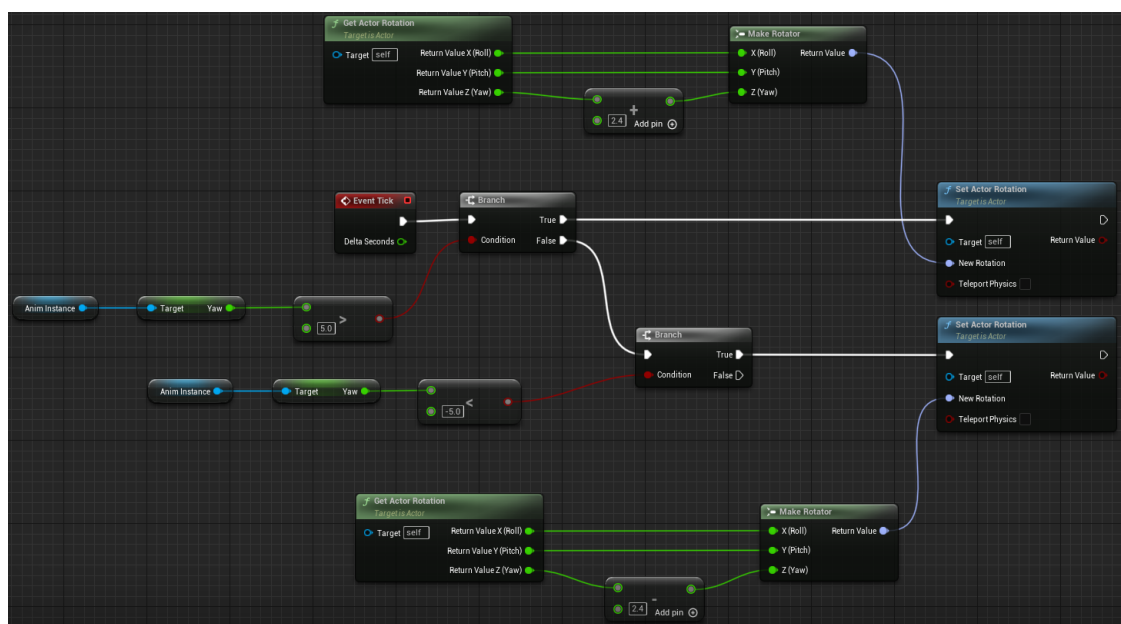 Get Actor Rotation
Target is Actor
Target self
Return Value X (Roll)
Return Value Y (Pitch)
Return Value Z (Yaw)
+
2.4
Add pin
Make Rotator
X (Roll) Return Value
Y (Pitch)
Z (Yaw)
Event Tick
Delta Seconds
Branch
True
Condition False
Set Actor Rotation
Target is Actor
Target self Return Value
New Rotation
Teleport Physics
Anim Instance
Target Yaw
>
5.0
Branch
True
Condition False
Set Actor Rotation
Target is Actor
Target self Return Value
New Rotation
Teleport Physics
Anim Instance
Target Yaw
<
-5.0
Get Actor Rotation
Target is Actor
Target self Return Value X (Roll)
Return Value Y (Pitch)
Return Value Z (Yaw)
-
2.4 Add pin
Make Rotator
X (Roll) Return Value
Y (Pitch)
Z (Yaw)